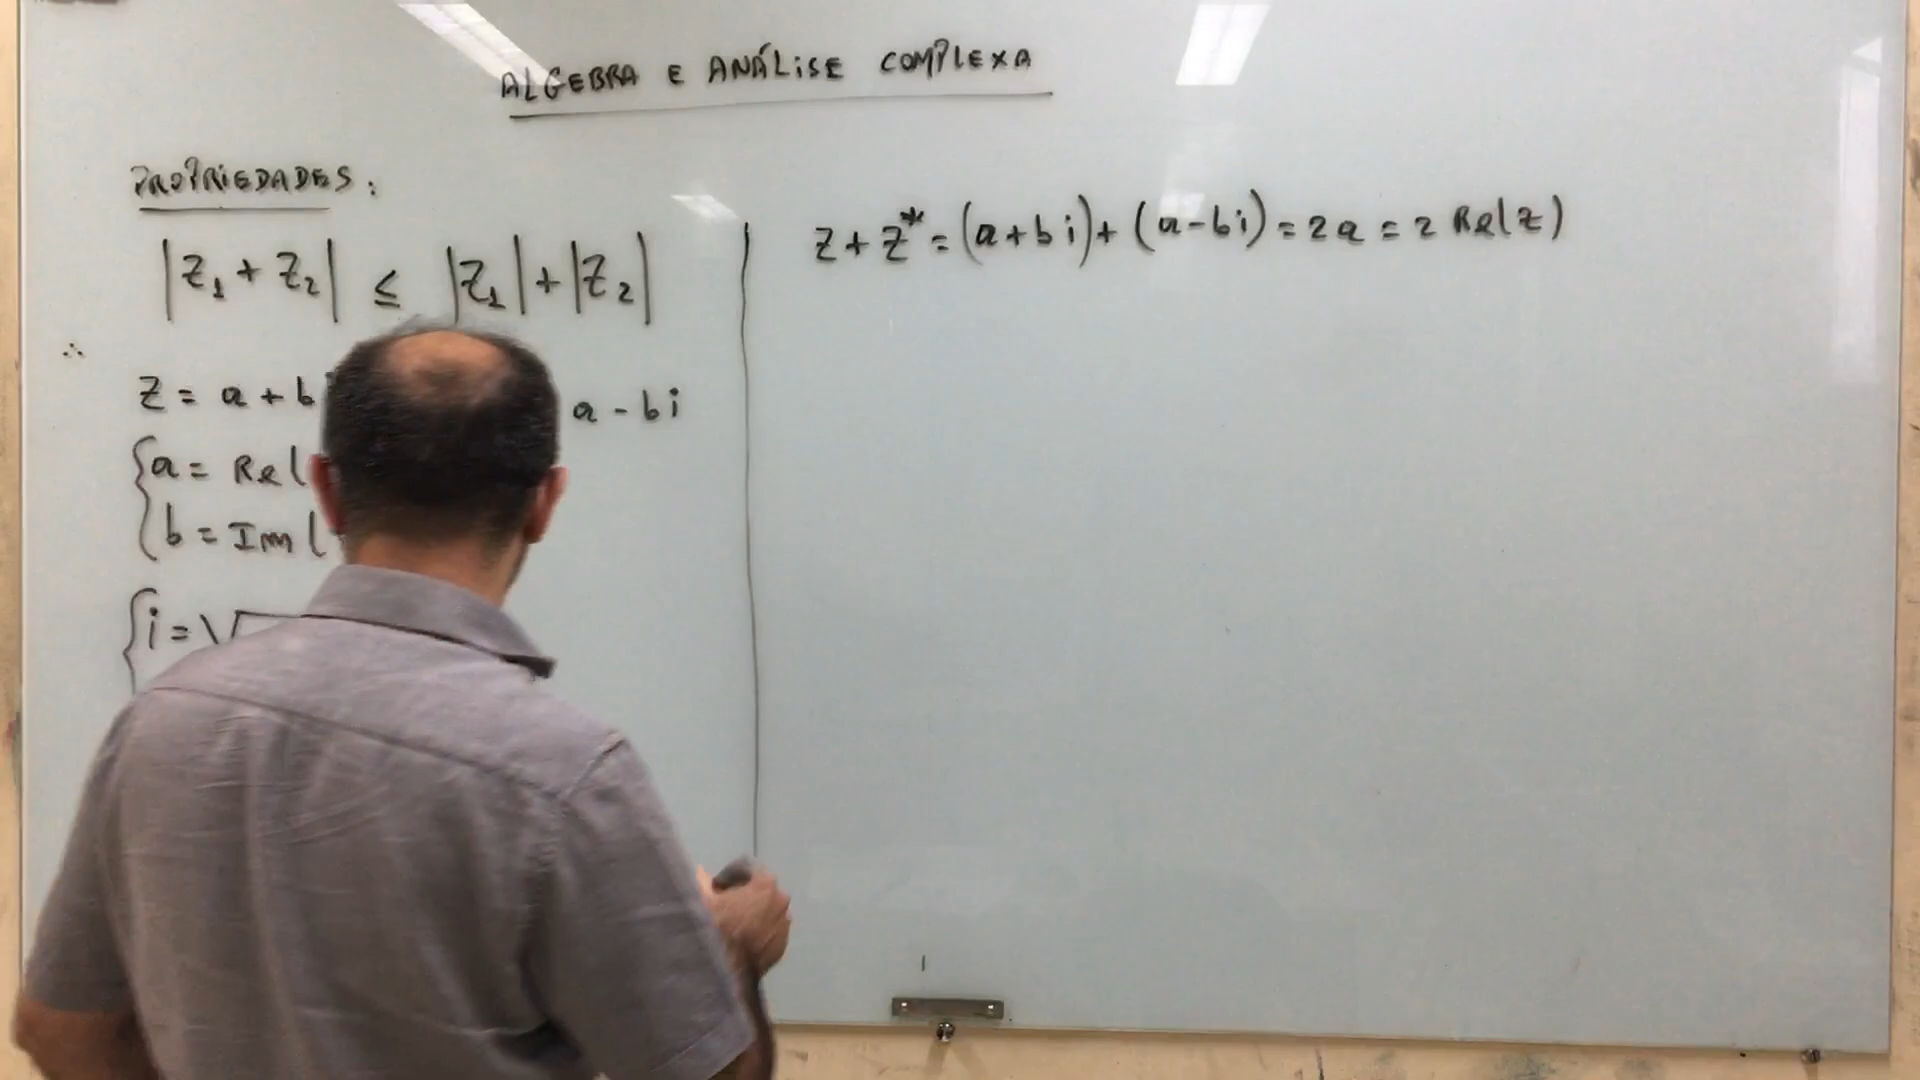 ALGEBRA E ANÁLISE COMPLEXA
PROPRIEDADES:
|z₁ + z₂| ≤ |z₁| + |z₂|
∴
z = a + b a - bi
{a = Re(
{b = Im(
{i = √
z + z* = (a + bi) + (a - bi) = 2a = 2 Re(z)